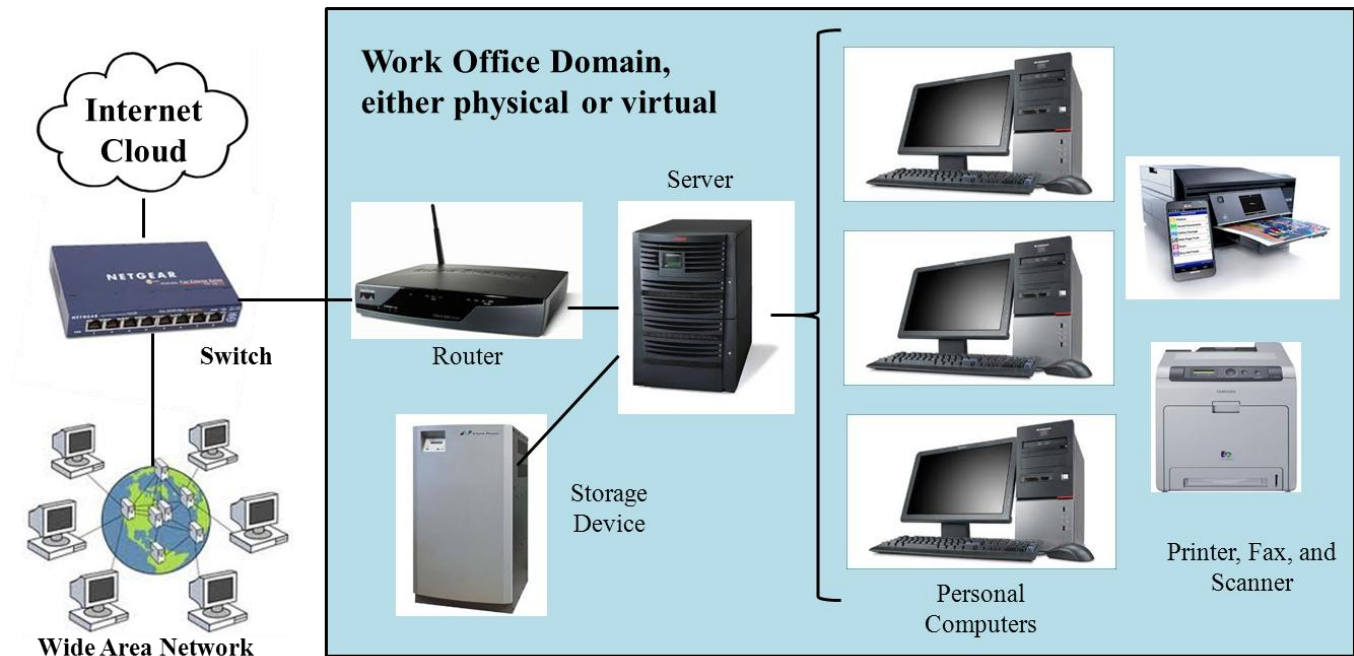 Internet
Cloud
NETGEAR
NETGEAR
Switch
Wide Area Network
Work Office Domain,
either physical or virtual
Server
Router
Storage
Device
Personal
Computers
Printer, Fax, and
Scanner